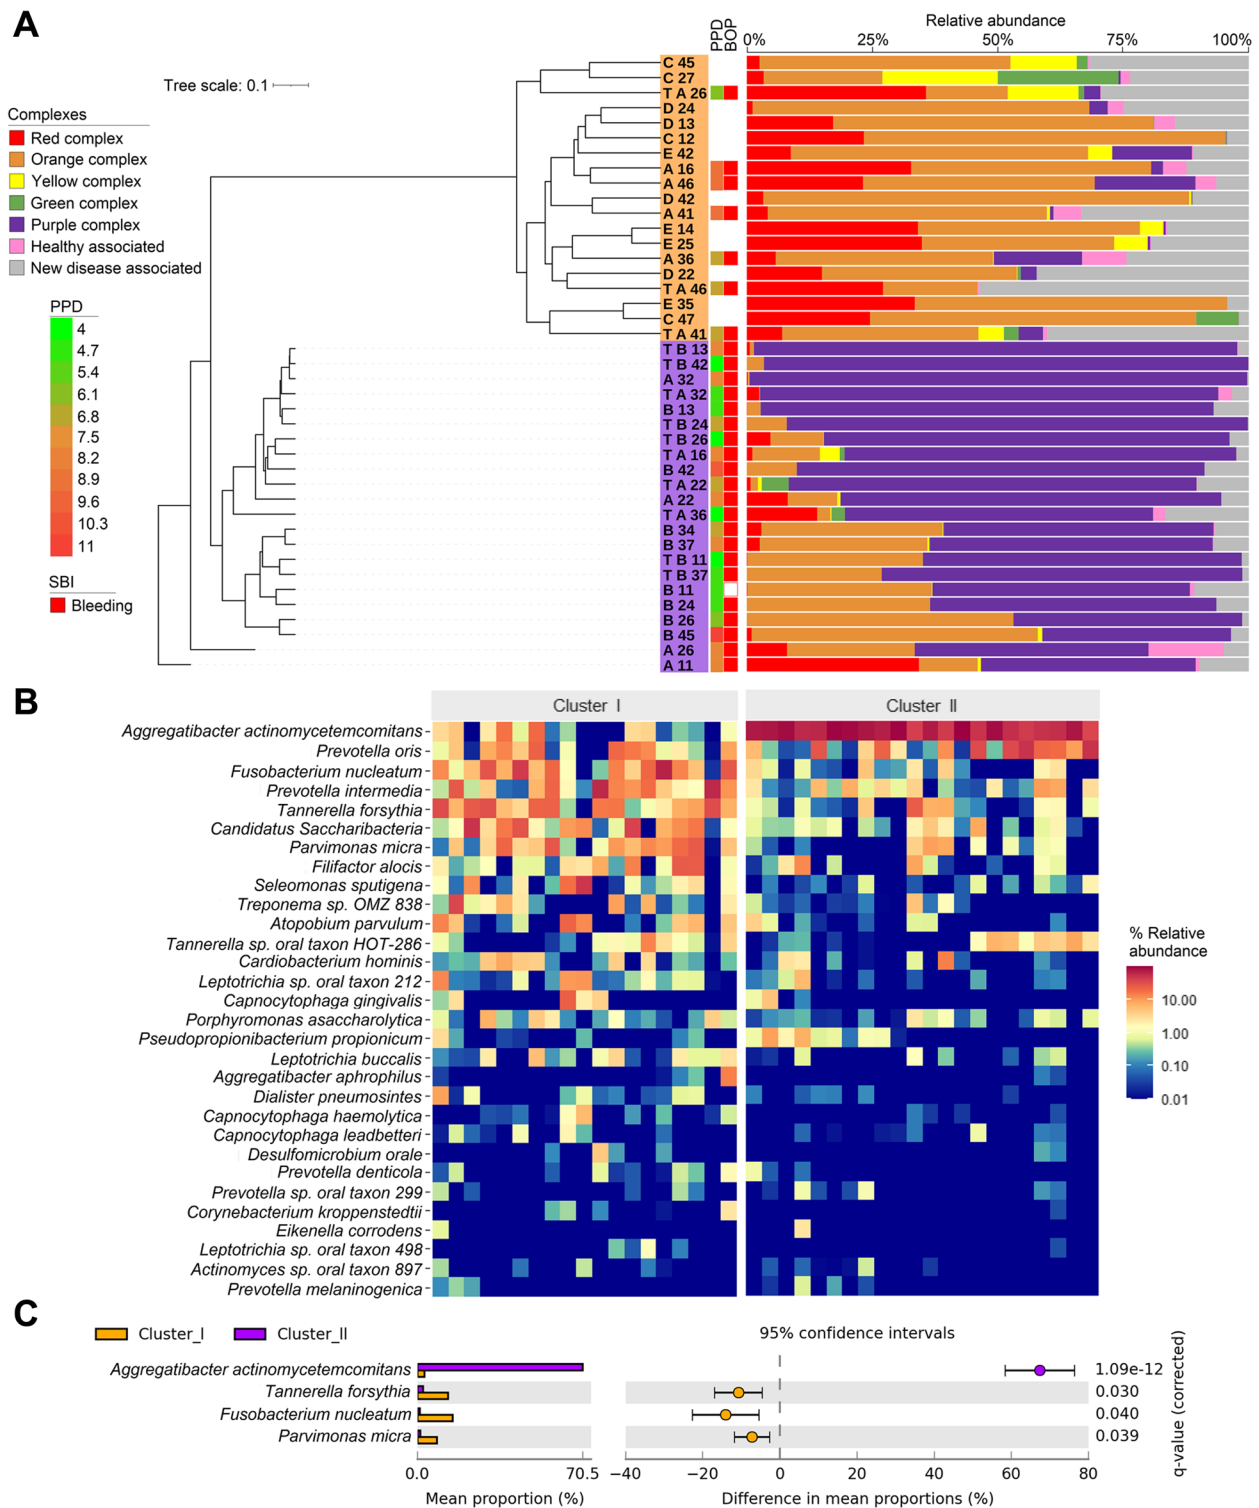 A
Relative abundance
PPD
BOP
0% 25% 50% 75% 100%
Tree scale: 0.1
Complexes
Red complex
Orange complex
Yellow complex
Green complex
Purple complex
Healthy associated
New disease associated
PPD
4
4.7
5.4
6.1
6.8
7.5
8.2
8.9
9.6
10.3
11
SBI
Bleeding
C 45
C 27
T A 26
D 24
D 13
C 12
E 42
A 16
A 46
D 42
A 41
E 14
E 25
A 36
D 22
T A 46
E 35
C 47
T A 41
T B 13
T B 42
A 32
T A 32
B 13
T B 24
T B 26
T A 16
B 42
T A 22
A 22
T A 36
B 34
B 37
T B 11
T B 37
B 11
B 24
B 26
B 45
A 26
A 11
B
Cluster I
Cluster II
Aggregatibacter actinomycetemcomitans
Prevotella oris
Fusobacterium nucleatum
Prevotella intermedia
Tannerella forsythia
Candidatus Saccharibacteria
Parvimonas micra
Filifactor alocis
Seleomonas sputigena
Treponema sp. OMZ 838
Atopobium parvulum
Tannerella sp. oral taxon HOT-286
Cardiobacterium hominis
Leptotrichia sp. oral taxon 212
Capnocytophaga gingivalis
Porphyromonas asaccharolytica
Pseudopropionibacterium propionicum
Leptotrichia buccalis
Aggregatibacter aphrophilus
Dialister pneumosintes
Capnocytophaga haemolytica
Capnocytophaga leadbetteri
Desulfomicrobium orale
Prevotella denticola
Prevotella sp. oral taxon 299
Corynebacterium kroppenstedtii
Eikenella corrodens
Leptotrichia sp. oral taxon 498
Actinomyces sp. oral taxon 897
Prevotella melaninogenica
% Relative
abundance
10.00
1.00
0.10
0.01
C
Cluster_I
Cluster_II
95% confidence intervals
Aggregatibacter actinomycetemcomitans
Tannerella forsythia
Fusobacterium nucleatum
Parvimonas micra
1.09e-12
0.030
0.040
0.039
q-value (corrected)
0.0 70.5
−40 −20 0 20 40 60 80
Mean proportion (%)
Difference in mean proportions (%)